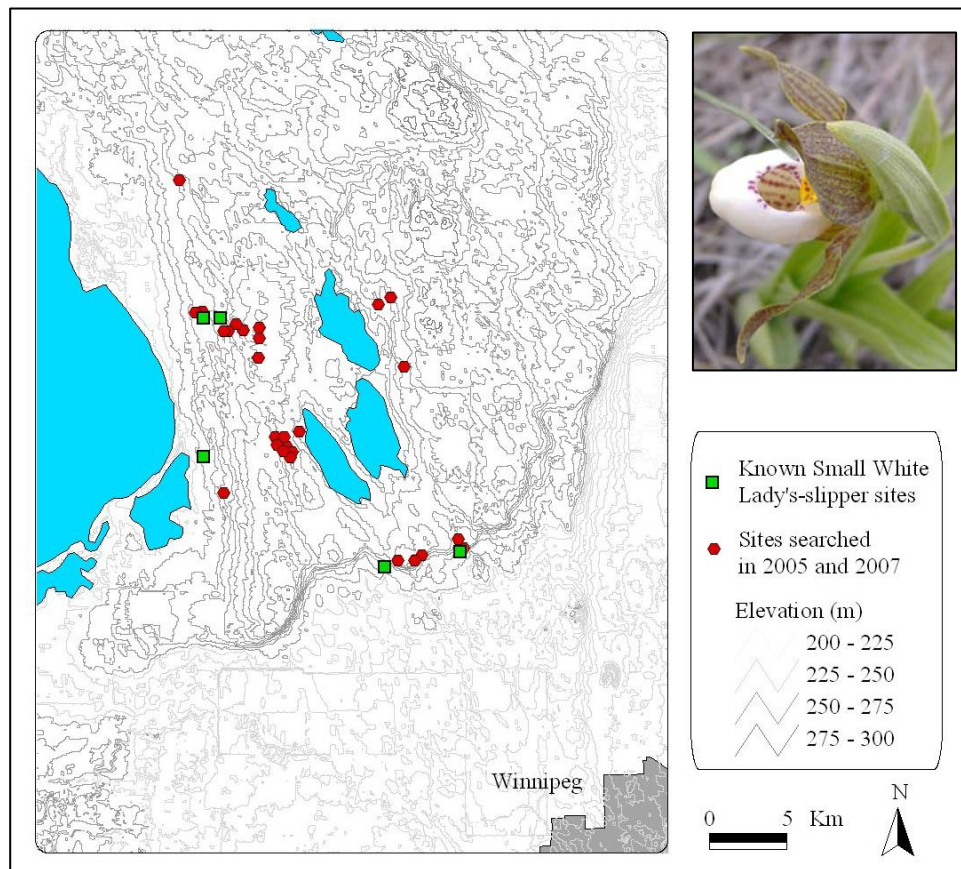 Winnipeg
Known Small White
Lady's-slipper sites
Sites searched
in 2005 and 2007
Elevation (m)
200 - 225
225 - 250
250 - 275
275 - 300
0 5 Km
N